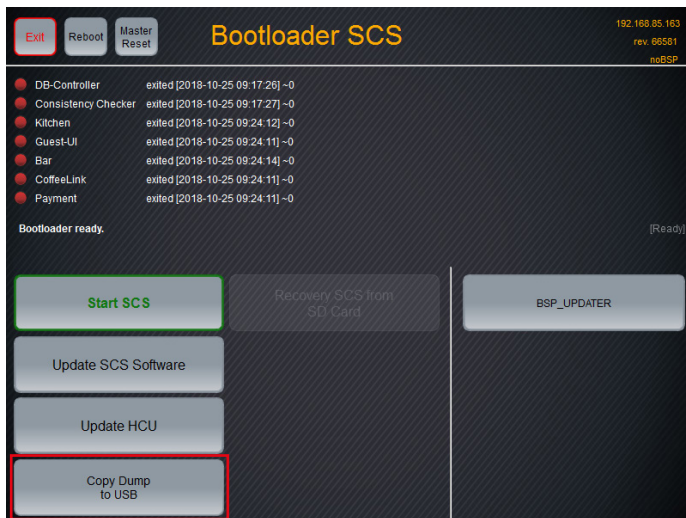 Exit
Reboot
Master
Reset
Bootloader SCS
192.168.85.163
rev. 66581
noBSP
DB-Controller exited [2018-10-25 09:17:26] ~0
Consistency Checker exited [2018-10-25 09:17:27] ~0
Kitchen exited [2018-10-25 09:24:12] ~0
Guest-UI exited [2018-10-25 09:24:11] ~0
Bar exited [2018-10-25 09:24:14] ~0
CoffeeLink exited [2018-10-25 09:24:11] ~0
Payment exited [2018-10-25 09:24:11] ~0
Bootloader ready. [Ready]
Start SCS
Recovery SCS from
SD Card
BSP_UPDATER
Update SCS Software
Update HCU
Copy Dump
to USB